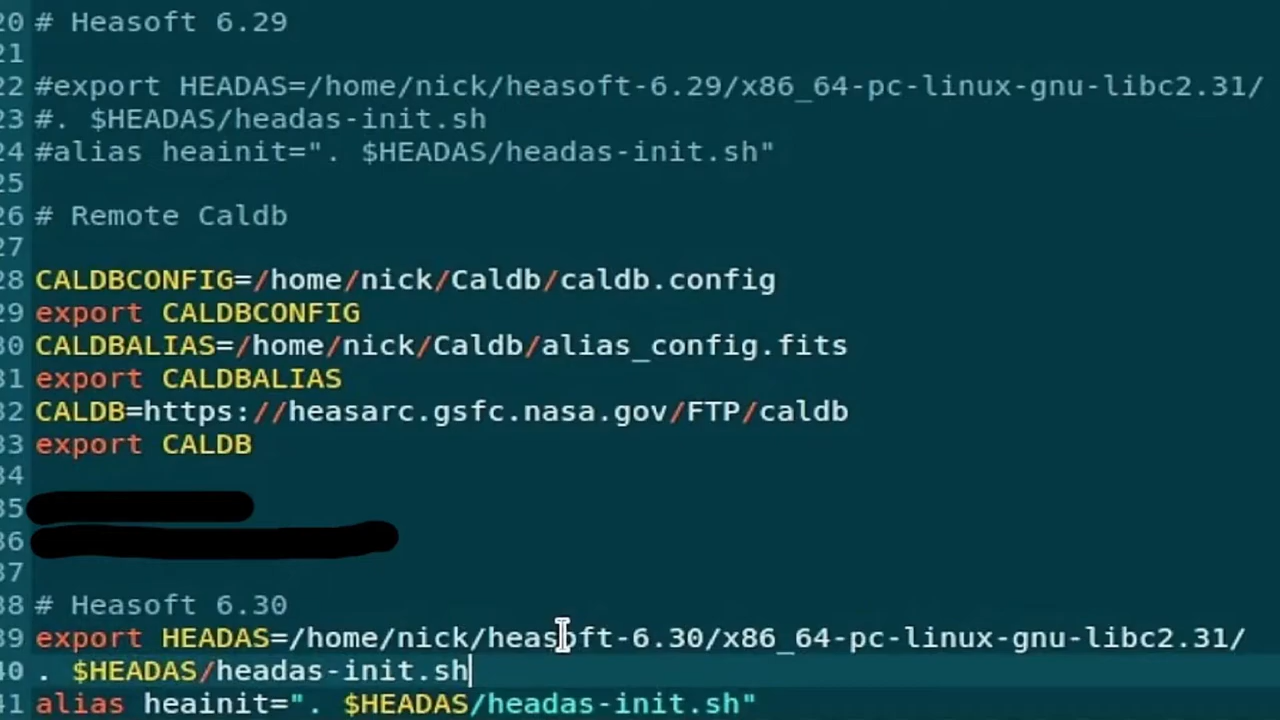 20 # Heasoft 6.29
21
22 #export HEADAS=/home/nick/heasoft-6.29/x86_64-pc-linux-gnu-libc2.31/
23 #. $HEADAS/headas-init.sh
24 #alias heainit=". $HEADAS/headas-init.sh"
25
26 # Remote Caldb
27
28 CALDBCONFIG=/home/nick/Caldb/caldb.config
29 export CALDBCONFIG
30 CALDBALIAS=/home/nick/Caldb/alias_config.fits
31 export CALDBALIAS
32 CALDB=https://heasarc.gsfc.nasa.gov/FTP/caldb
33 export CALDB
34
35
36
37
38 # Heasoft 6.30
39 export HEADAS=/home/nick/heasoft-6.30/x86_64-pc-linux-gnu-libc2.31/
40 . $HEADAS/headas-init.sh
41 alias heainit=". $HEADAS/headas-init.sh"